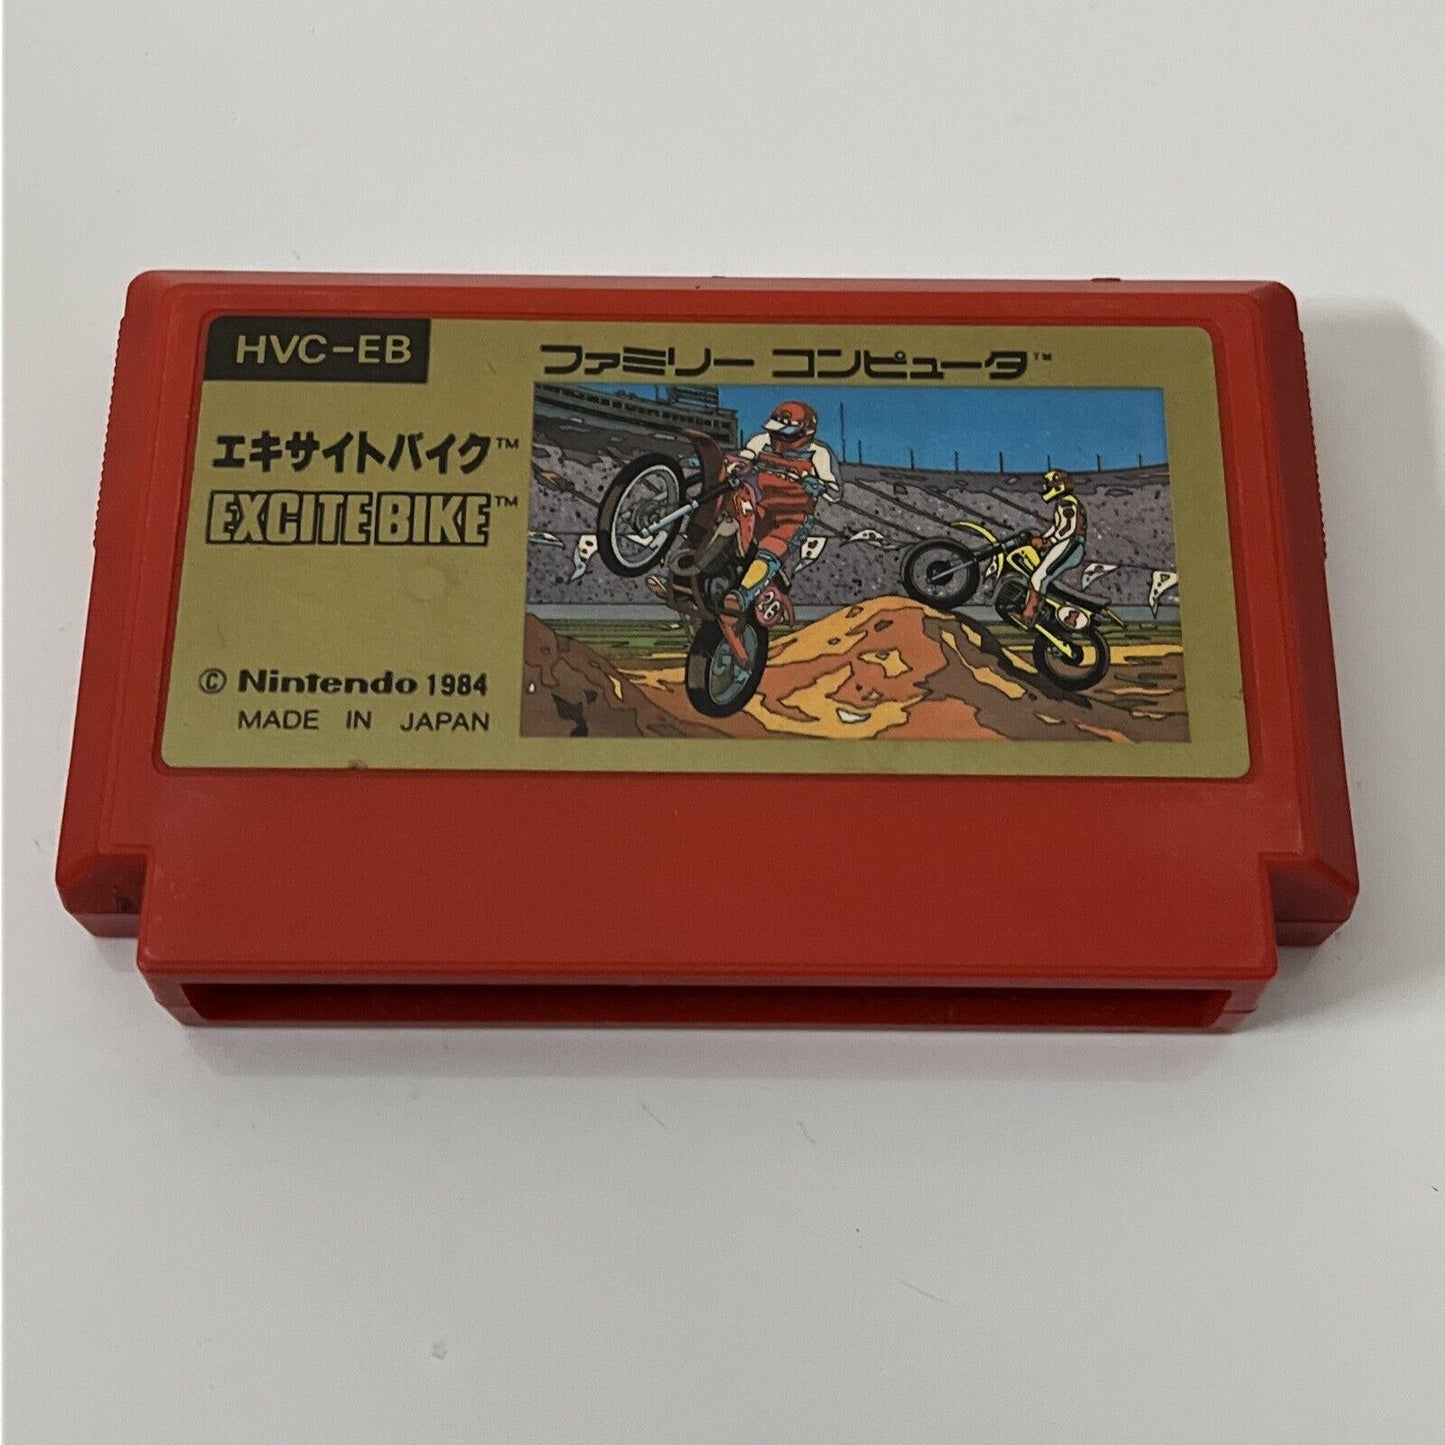 HVC-EB
ファミリー コンピュータ™
エキサイトバイク™
EXCITEBIKE™
© Nintendo 1984
MADE IN JAPAN
26